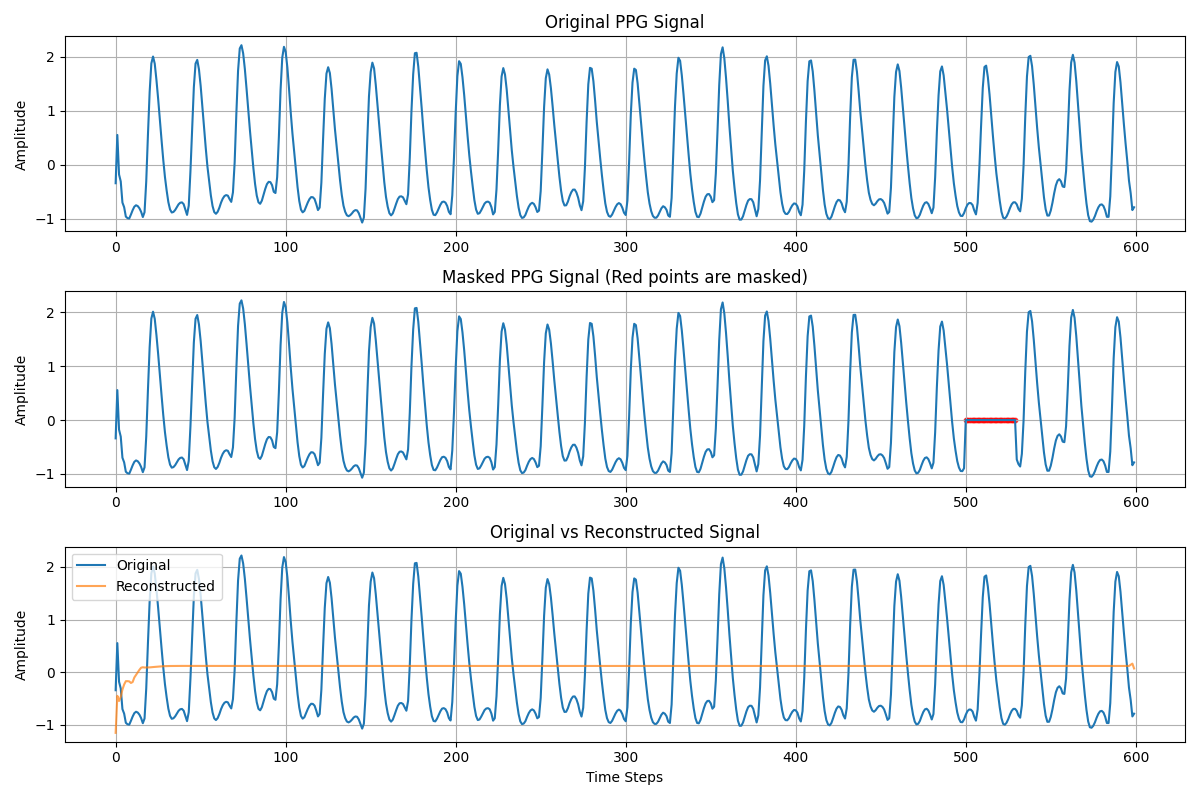 Original PPG Signal
Amplitude
2
1
0
−1
0 100 200 300 400 500 600
Masked PPG Signal (Red points are masked)
Amplitude
2
1
0
−1
0 100 200 300 400 500 600
Original vs Reconstructed Signal
Original
Reconstructed
Amplitude
2
1
0
−1
0 100 200 300 400 500 600
Time Steps